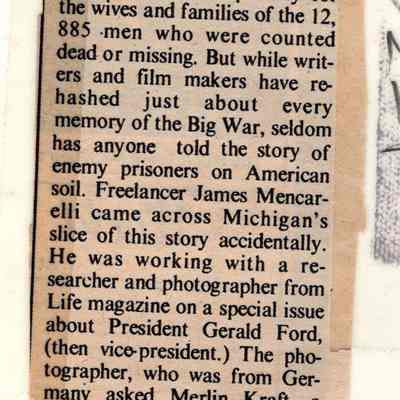 the wives and families of the 12,
885 men who were counted
dead or missing. But while writ-
ers and film makers have re-
hashed just about every
memory of the Big War, seldom
has anyone told the story of
enemy prisoners on American
soil. Freelancer James Mencar-
elli came across Michigan's
slice of this story accidentally.
He was working with a re-
searcher and photographer from
Life magazine on a special issue
about President Gerald Ford,
(then vice-president.) The pho-
tographer, who was from Ger-
many asked Merlin Kraft, a